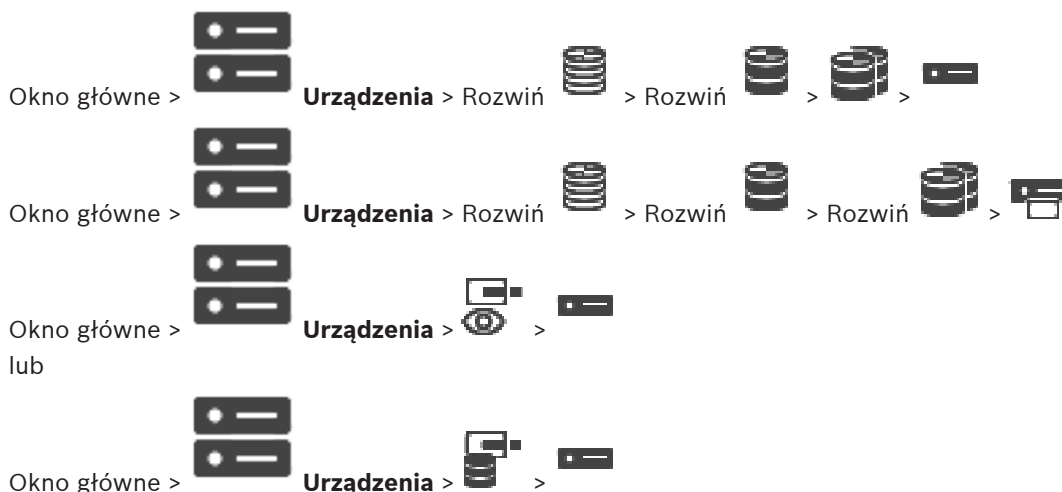 Okno główne > Urządzenia > Rozwiń > Rozwiń > >
Okno główne > Urządzenia > Rozwiń > Rozwiń > Rozwiń >
Okno główne > Urządzenia > >
lub
Okno główne > Urządzenia > >